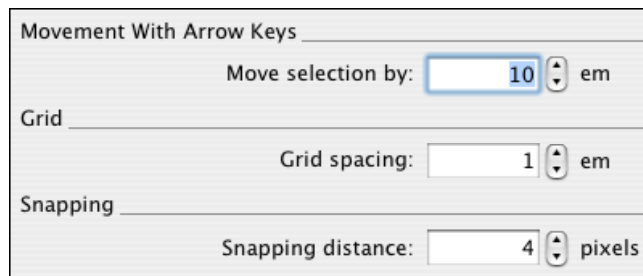 Movement With Arrow Keys
Move selection by: 10 em
Grid
Grid spacing: 1 em
Snapping
Snapping distance: 4 pixels